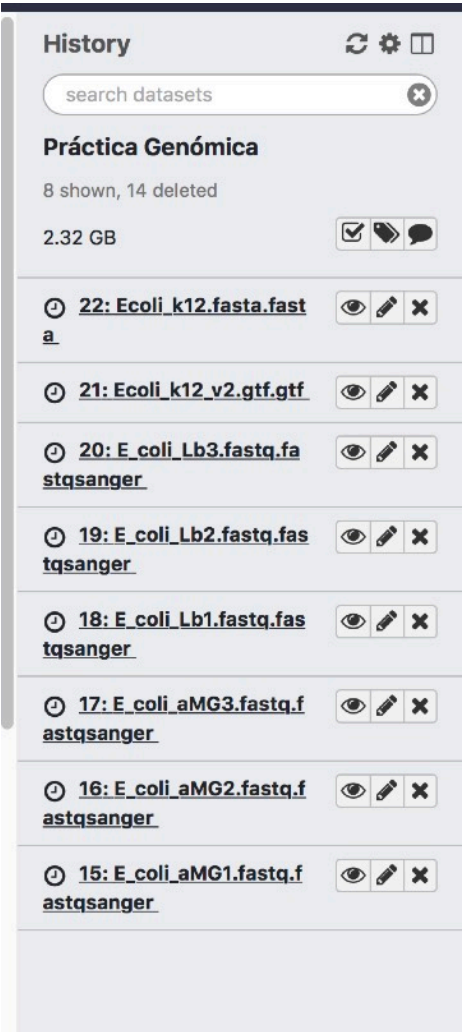 History
search datasets
Práctica Genómica
8 shown, 14 deleted
2.32 GB
22: Ecoli_k12.fasta.fast
a
21: Ecoli_k12_v2.gtf.gtf
20: E_coli_Lb3.fastq.fa
stqsanger
19: E_coli_Lb2.fastq.fas
tqsanger
18: E_coli_Lb1.fastq.fas
tqsanger
17: E_coli_aMG3.fastq.f
astqsanger
16: E_coli_aMG2.fastq.f
astqsanger
15: E_coli_aMG1.fastq.f
astqsanger